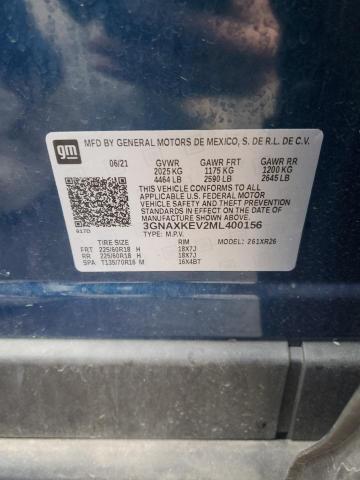 gm
MFD BY GENERAL MOTORS DE MEXICO, S. DE R.L. DE C.V.
06/21 GVWR GAWR FRT GAWR RR
2025 KG 1175 KG 1200 KG
4464 LB 2590 LB 2645 LB
THIS VEHICLE CONFORMS TO ALL
APPLICABLE U.S. FEDERAL MOTOR
VEHICLE SAFETY AND THEFT PREVENTION
STANDARDS IN EFFECT ON THE DATE OF
MANUFACTURE SHOWN ABOVE.
3GNAXKEV2ML400156
TYPE: M.P.V. MODEL: 261XR26
TIRE SIZE RIM
FRT 225/60R18 H 18X7J
RR 225/60R18 H 18X7J
SPA T135/70R16 M 16X4BT